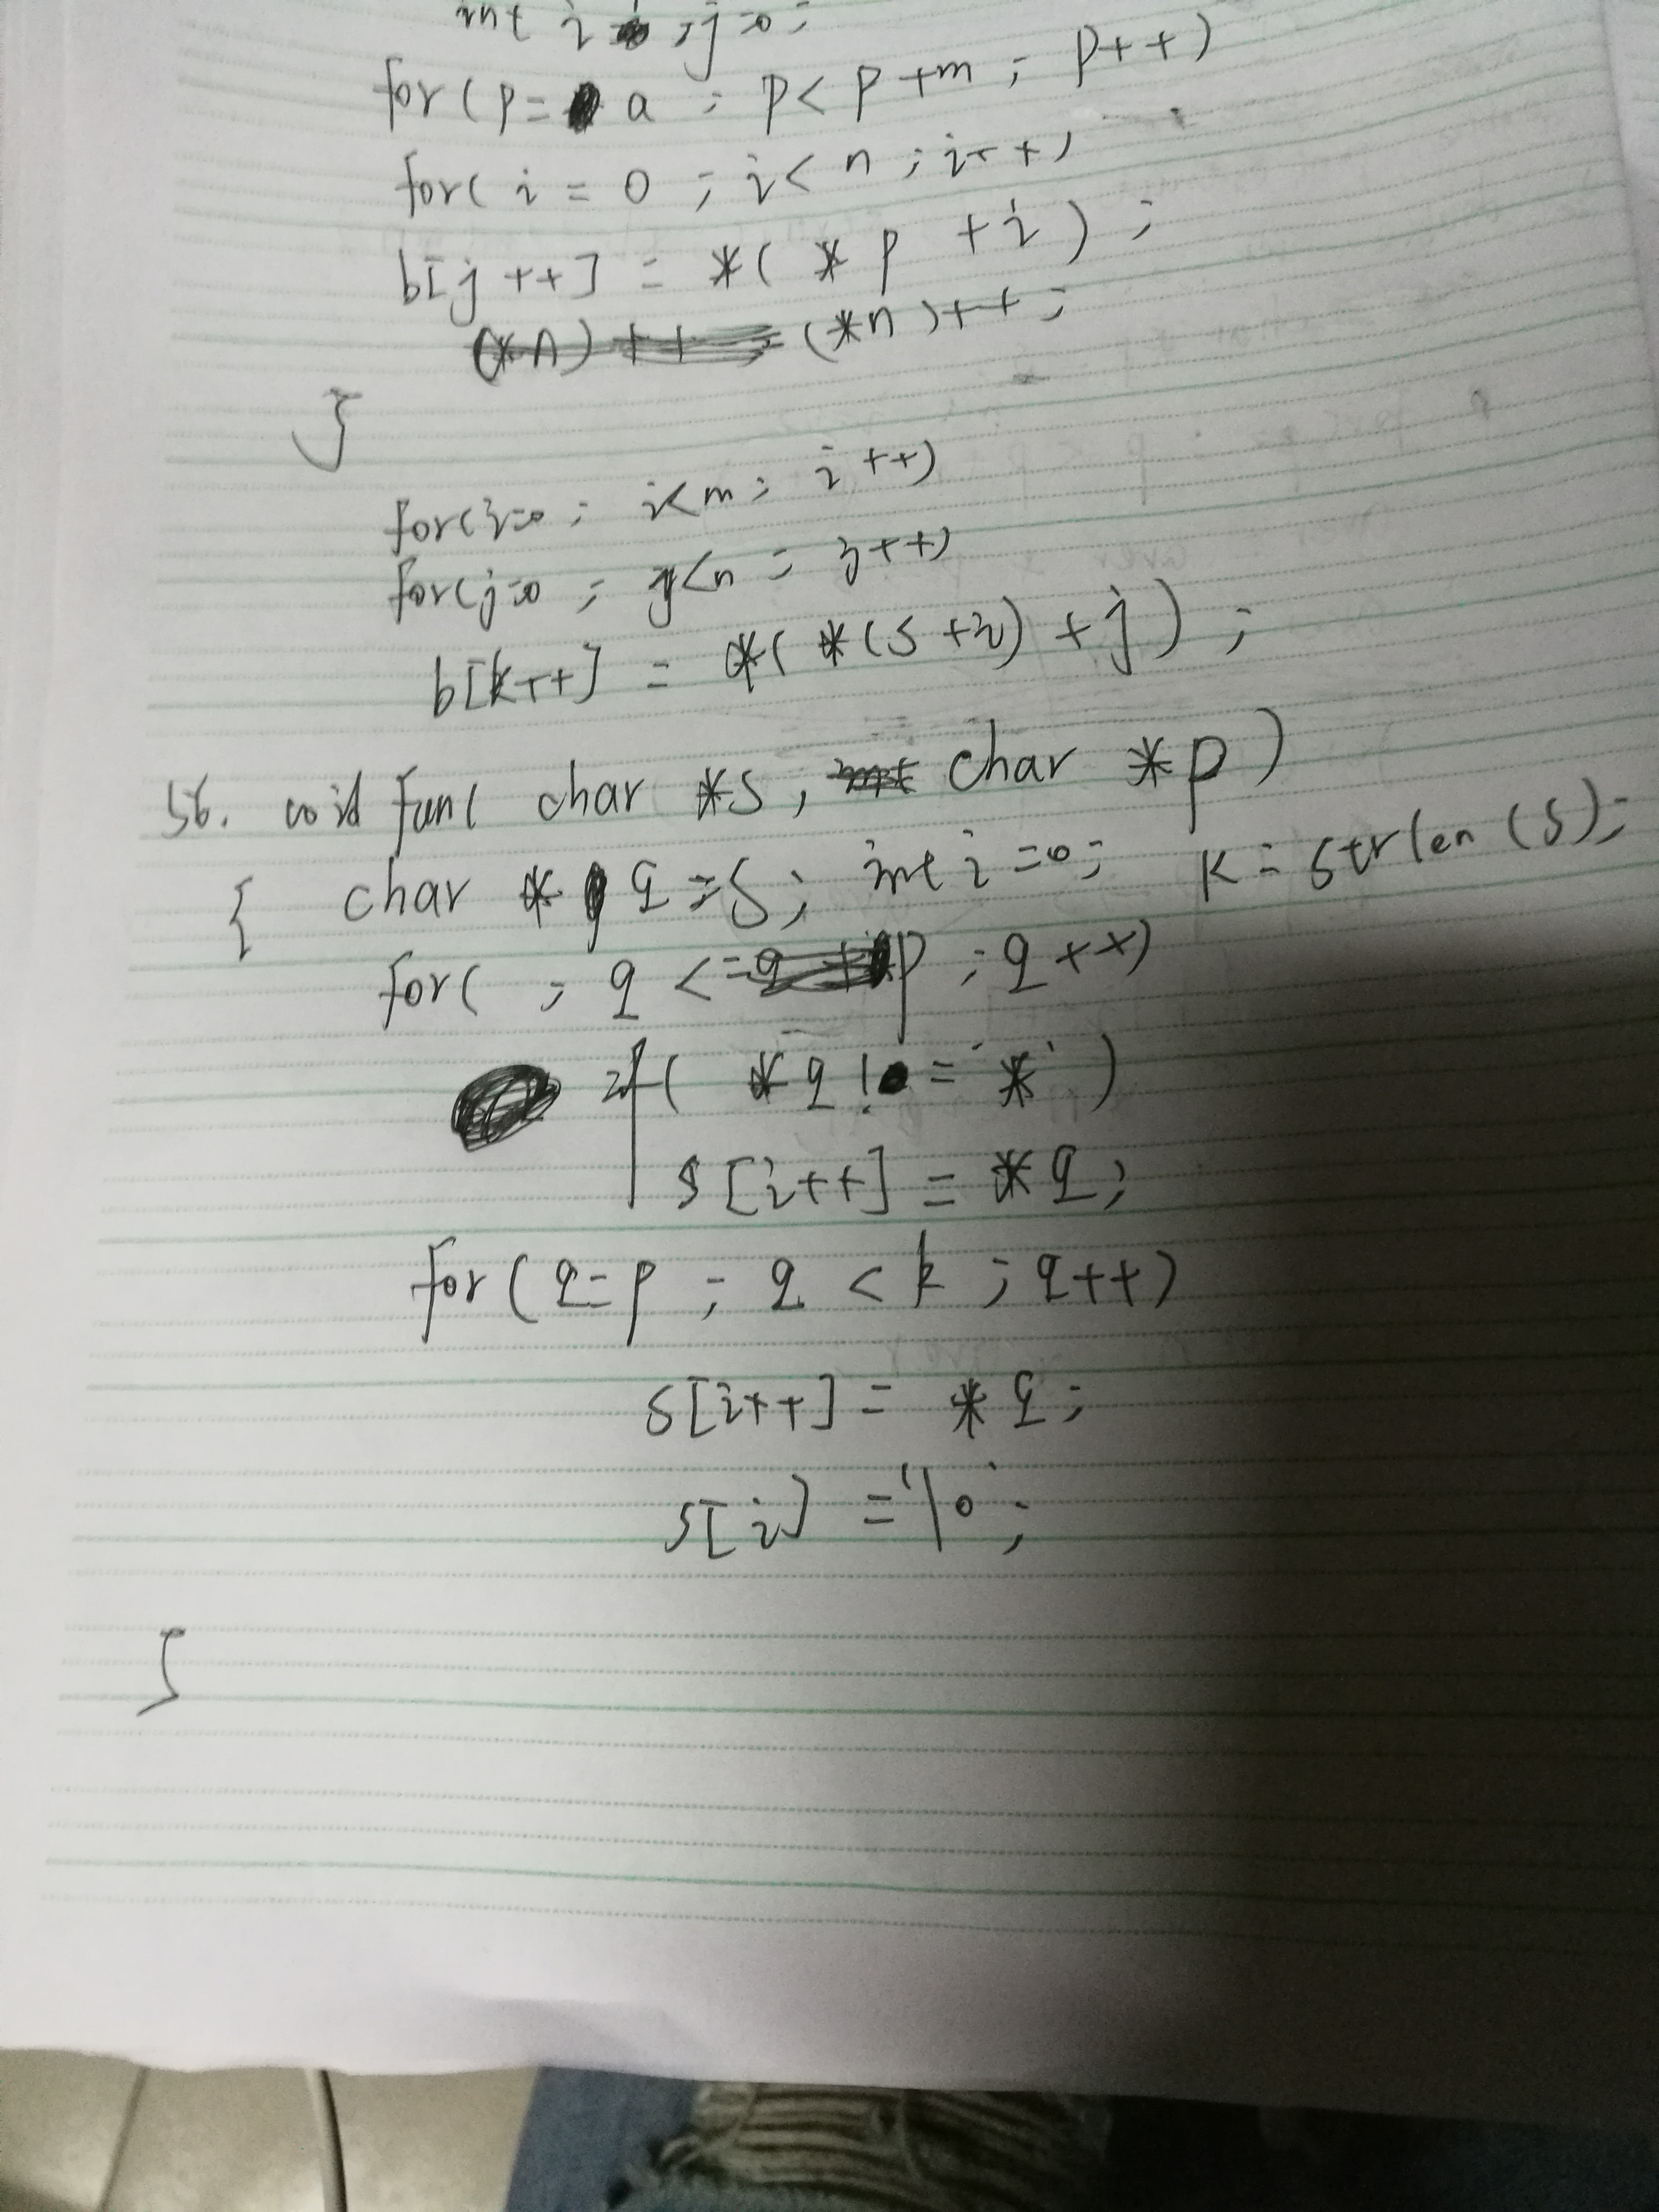 int i , j=0;
for(p= a ; p< p+m ; p++)
for( i = 0 ; i< n ; i++)
b[j++] = *( *p +i ) ;
(*n)++ (*n)++;
}
for(i=0 ; i<m ; i++)
for(j=0 ; j<n ; j++)
b[k++] = *( *(s+i) +j ) ;
56. void fun( char *s, int char *p)
{ char * q =s; int i=0; k=strlen(s);
for( ; q <= p ; q++)
if( *q != '*' )
s[i++] = *q;
for( q=p ; q < k ; q++)
s[i++] = *q;
s[i] ='\0';
}